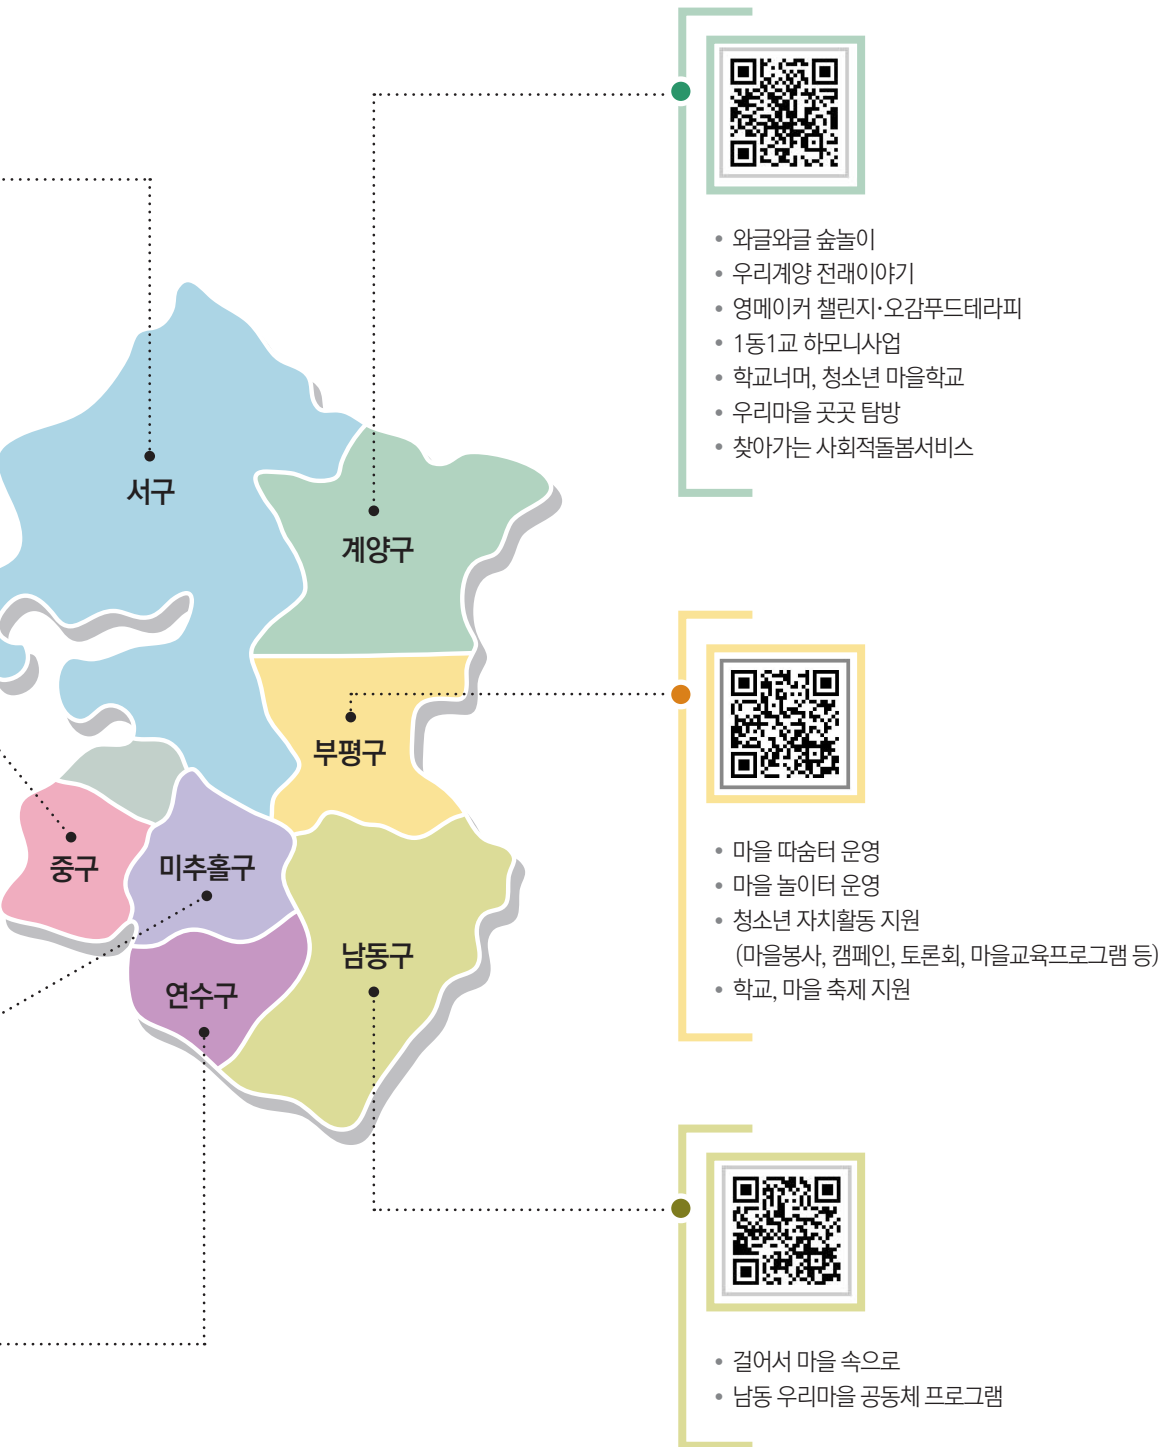 서구
계양구
부평구
중구
미추홀구
남동구
연수구
• 와글와글 숲놀이
• 우리계양 전래이야기
• 영메이커 챌린지·오감푸드테라피
• 1동1교 하모니사업
• 학교너머, 청소년 마을학교
• 우리마을 곳곳 탐방
• 찾아가는 사회적돌봄서비스
• 마을 따숨터 운영
• 마을 놀이터 운영
• 청소년 자치활동 지원
(마을봉사, 캠페인, 토론회, 마을교육프로그램 등)
• 학교, 마을 축제 지원
• 걸어서 마을 속으로
• 남동 우리마을 공동체 프로그램